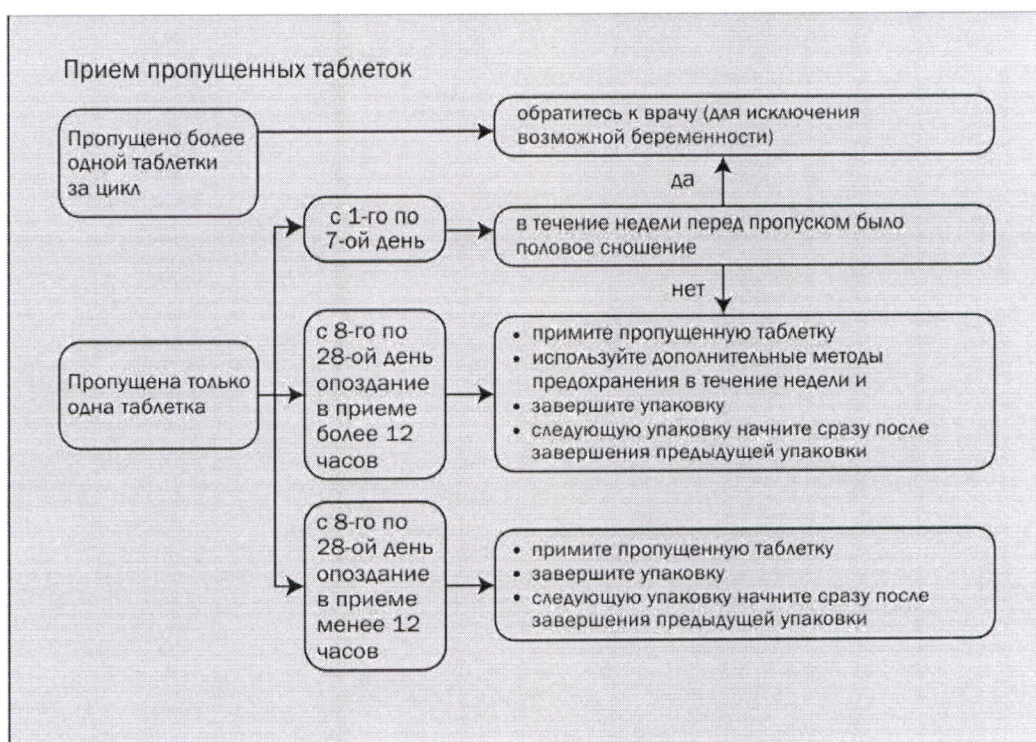 Прием пропущенных таблеток
Пропущено более
одной таблетки
за цикл
обратитесь к врачу (для исключения
возможной беременности)
да
с 1-го по
7-ой день
в течение недели перед пропуском было
половое сношение
нет
Пропущена только
одна таблетка
с 8-го по
28-ой день
опоздание
в приеме
более 12
часов
• примите пропущенную таблетку
• используйте дополнительные методы
предохранения в течение недели и
• завершите упаковку
• следующую упаковку начните сразу после
завершения предыдущей упаковки
с 8-го по
28-ой день
опоздание
в приеме
менее 12
часов
• примите пропущенную таблетку
• завершите упаковку
• следующую упаковку начните сразу после
завершения предыдущей упаковки